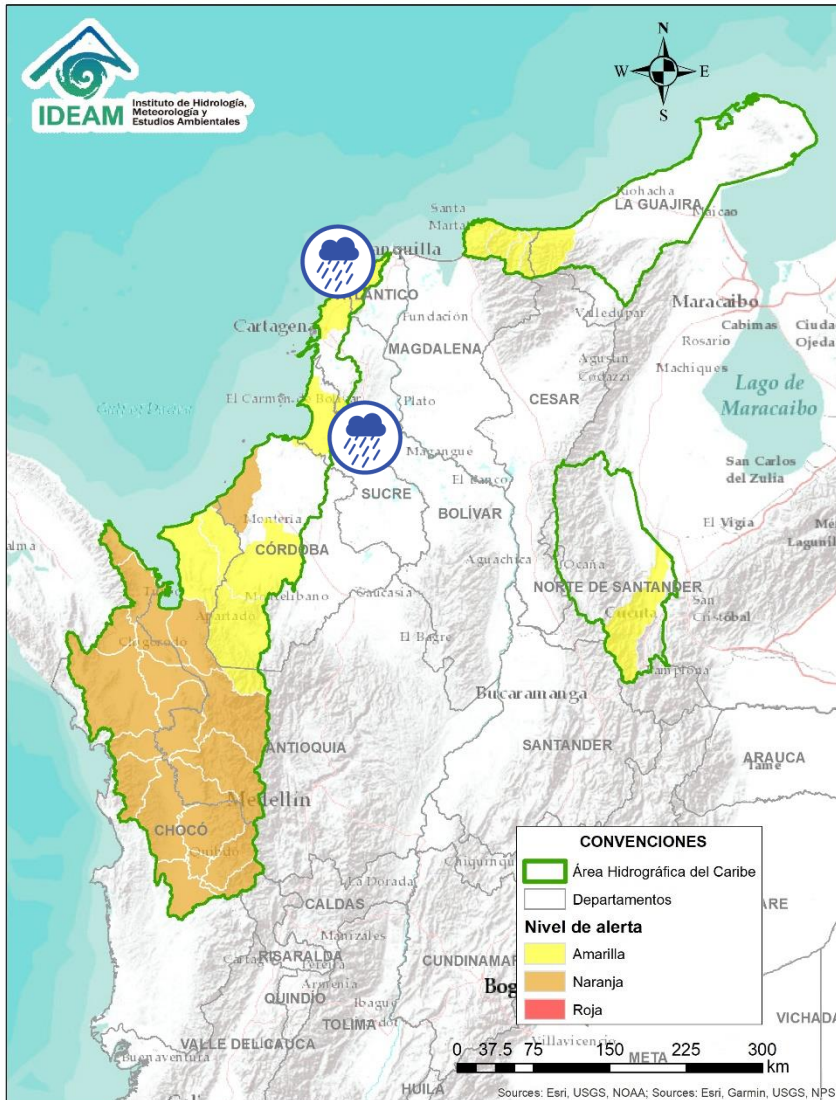 IDEAM
Instituto de Hidrología,
Meteorología y
Estudios Ambientales
N
W
E
S
Riohacha
LA GUAJIRA
Maicao
Santa
Marta
Cartagena
Fundación
MAGDALENA
Valledupar
Maracaibo
Cabimas
Ciudad
Ojeda
Rosario
Machiques
Agustín
Codazzi
CESAR
Lago de
Maracaibo
El Carmen de Bolívar
Plato
Magangué
El Banco
SUCRE
BOLÍVAR
San Carlos
del Zulia
El Vigía
Montería
CÓRDOBA
Montelíbano
Caucasia
Aguachica
Ocaña
NORTE DE SANTANDER
Cúcuta
San
Cristóbal
Apartadó
Chigorodó
El Bagre
Pamplona
Bucaramanga
ANTIOQUIA
SANTANDER
ARAUCA
Tame
Medellín
CHOCÓ
Quibdó
La Dorada
CALDAS
Manizales
RISARALDA
Pereira
Armenia
QUINDÍO
Ibagué
TOLIMA
CUNDINAMAR
Bog
VALLE DEL CAUCA
Buenaventura
HUILA
Villavicencio
META
VICHADA
CONVENCIONES
Área Hidrográfica del Caribe
Departamentos
Nivel de alerta
Amarilla
Naranja
Roja
0 37.5 75 150 225 300
km
Sources: Esri, USGS, NOAA; Sources: Esri, Garmin, USGS, NPS